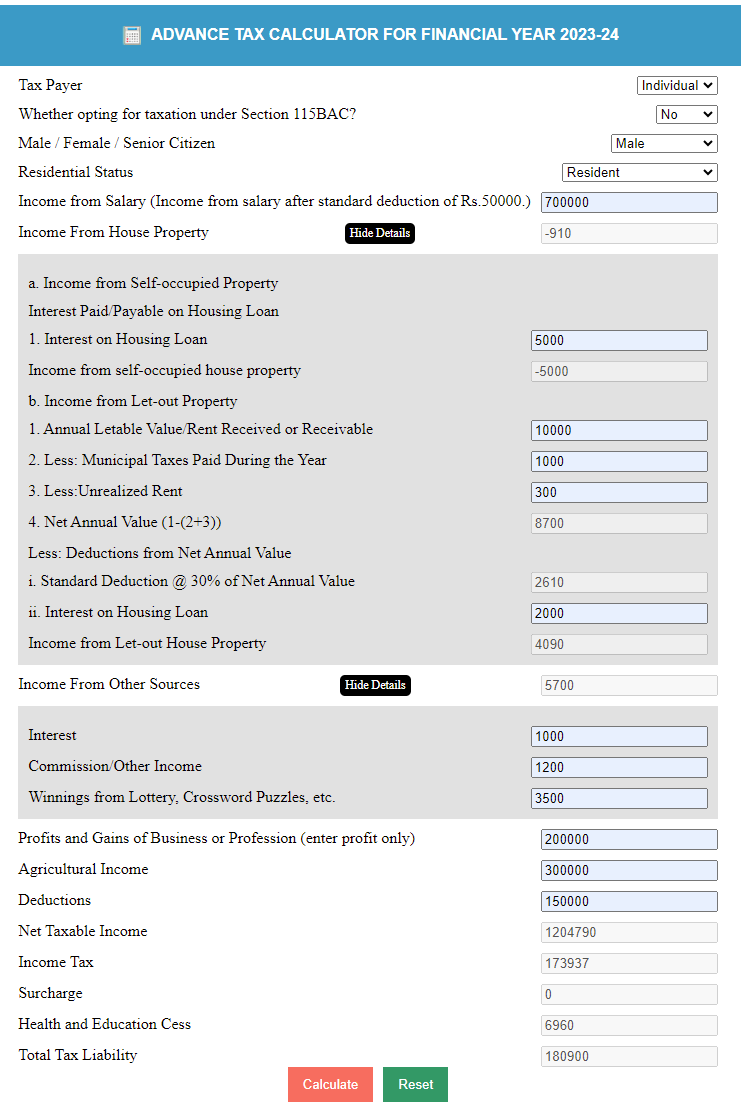 ADVANCE TAX CALCULATOR FOR FINANCIAL YEAR 2023-24
Tax Payer Individual
Whether opting for taxation under Section 115BAC? No
Male / Female / Senior Citizen Male
Residential Status Resident
Income from Salary (Income from salary after standard deduction of Rs.50000.) 700000
Income From House Property Hide Details -910
a. Income from Self-occupied Property
Interest Paid/Payable on Housing Loan
1. Interest on Housing Loan 5000
Income from self-occupied house property -5000
b. Income from Let-out Property
1. Annual Letable Value/Rent Received or Receivable 10000
2. Less: Municipal Taxes Paid During the Year 1000
3. Less:Unrealized Rent 300
4. Net Annual Value (1-(2+3)) 8700
Less: Deductions from Net Annual Value
i. Standard Deduction @ 30% of Net Annual Value 2610
ii. Interest on Housing Loan 2000
Income from Let-out House Property 4090
Income From Other Sources Hide Details 5700
Interest 1000
Commission/Other Income 1200
Winnings from Lottery, Crossword Puzzles, etc. 3500
Profits and Gains of Business or Profession (enter profit only) 200000
Agricultural Income 300000
Deductions 150000
Net Taxable Income 1204790
Income Tax 173937
Surcharge 0
Health and Education Cess 6960
Total Tax Liability 180900
Calculate Reset